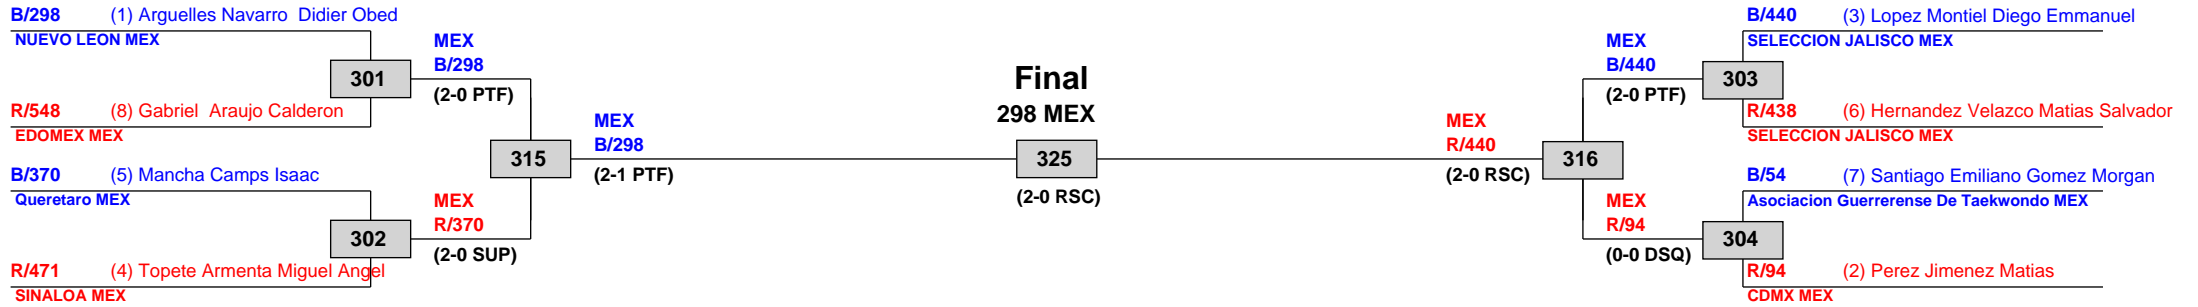 B/298 (1) Arguelles Navarro  Didier Obed
NUEVO LEON MEX
301
R/548 (8) Gabriel  Araujo Calderon
EDOMEX MEX
MEX
B/298
(2-0 PTF)
B/370 (5) Mancha Camps Isaac
Queretaro MEX
302
R/471 (4) Topete Armenta Miguel Angel
SINALOA MEX
MEX
R/370
(2-0 SUP)
315
MEX
B/298
(2-1 PTF)
Final
298 MEX
325
(2-0 RSC)
MEX
R/440
(2-0 RSC)
316
MEX
B/440
(2-0 PTF)
303
B/440 (3) Lopez Montiel Diego Emmanuel
SELECCION JALISCO MEX
R/438 (6) Hernandez Velazco Matias Salvador
SELECCION JALISCO MEX
MEX
R/94
(0-0 DSQ)
304
B/54 (7) Santiago Emiliano Gomez Morgan
Asociacion Guerrerense De Taekwondo MEX
R/94 (2) Perez Jimenez Matias
CDMX MEX